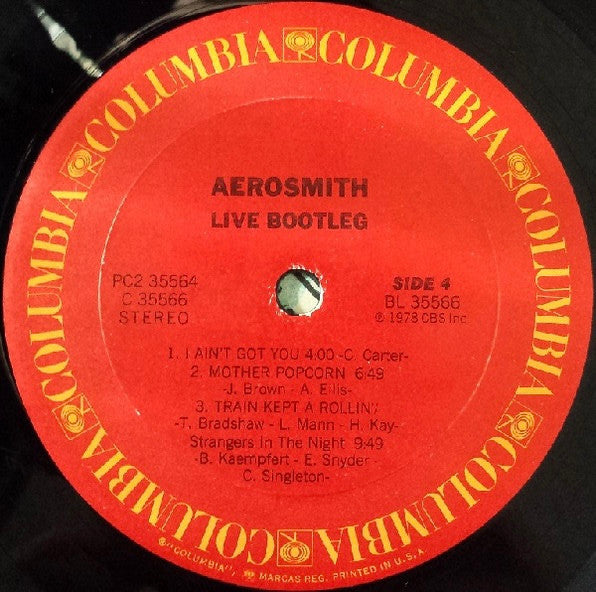 COLUMBIA COLUMBIA COLUMBIA COLUMBIA COLUMBIA COLUMBIA
AEROSMITH
LIVE BOOTLEG
PC2 35564
C 35566
STEREO
SIDE 4
BL 35566
℗ 1978 CBS Inc
1. I AIN'T GOT YOU 4:00 -C. Carter-
2. MOTHER POPCORN 6:49
-J. Brown - A. Ellis-
3. TRAIN KEPT A ROLLIN';
-T. Bradshaw - L. Mann - H. Kay-
Strangers In The Night 9:49
-B. Kaempfert - E. Snyder -
C. Singleton-
®"COLUMBIA", MARCAS REG. PRINTED IN U.S.A.